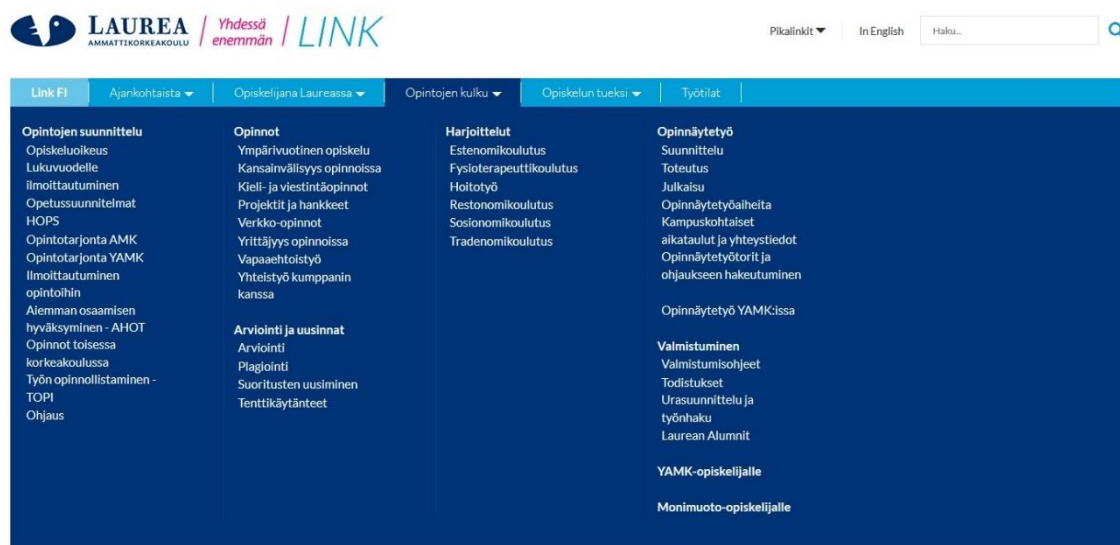 LAUREA
AMMATTIKORKEAKOULU
Yhdessä
enemmän
LINK
Pikalinkit
In English
Haku...
Link FI
Ajankohtaista
Opiskelijana Laureassa
Opintojen kulku
Opiskelun tueksi
Työtilat
Opintojen suunnittelu
Opiskeluoikeus
Lukuvuodelle
ilmoittautuminen
Opetussuunnitelmat
HOPS
Opintotarjonta AMK
Opintotarjonta YAMK
Ilmoittautuminen
opintoihin
Aiemman osaamisen
hyväksyminen - AHOT
Opinnot toisessa
korkeakoulussa
Työn opinnollistaminen -
TOPI
Ohjaus
Opinnot
Ympärivuotinen opiskelu
Kansainvälisyys opinnoissa
Kieli- ja viestintäopinnot
Projektit ja hankkeet
Verkko-opinnot
Yrittäjyys opinnoissa
Vapaaehtoistyö
Yhteistyö kumppanin
kanssa
Arviointi ja uusinnat
Arviointi
Plagiointi
Suoritusten uusiminen
Tenttikäytänteet
Harjoittelut
Estenomikoulutus
Fysioterapeuttikoulutus
Hoitotyö
Restonomikoulutus
Sosionomikoulutus
Tradenomikoulutus
Opinnäytetyö
Suunnittelu
Toteutus
Julkaisu
Opinnäytetyöaiheita
Kampuskohtaiset
aikataulut ja yhteystiedot
Opinnäytetyötorit ja
ohjaukseen hakeutuminen
Opinnäytetyö YAMK:issa
Valmistuminen
Valmistumisohjeet
Todistukset
Urasuunnittelu ja
työnhaku
Laurean Alumnit
YAMK-opiskelijalle
Monimuoto-opiskelijalle